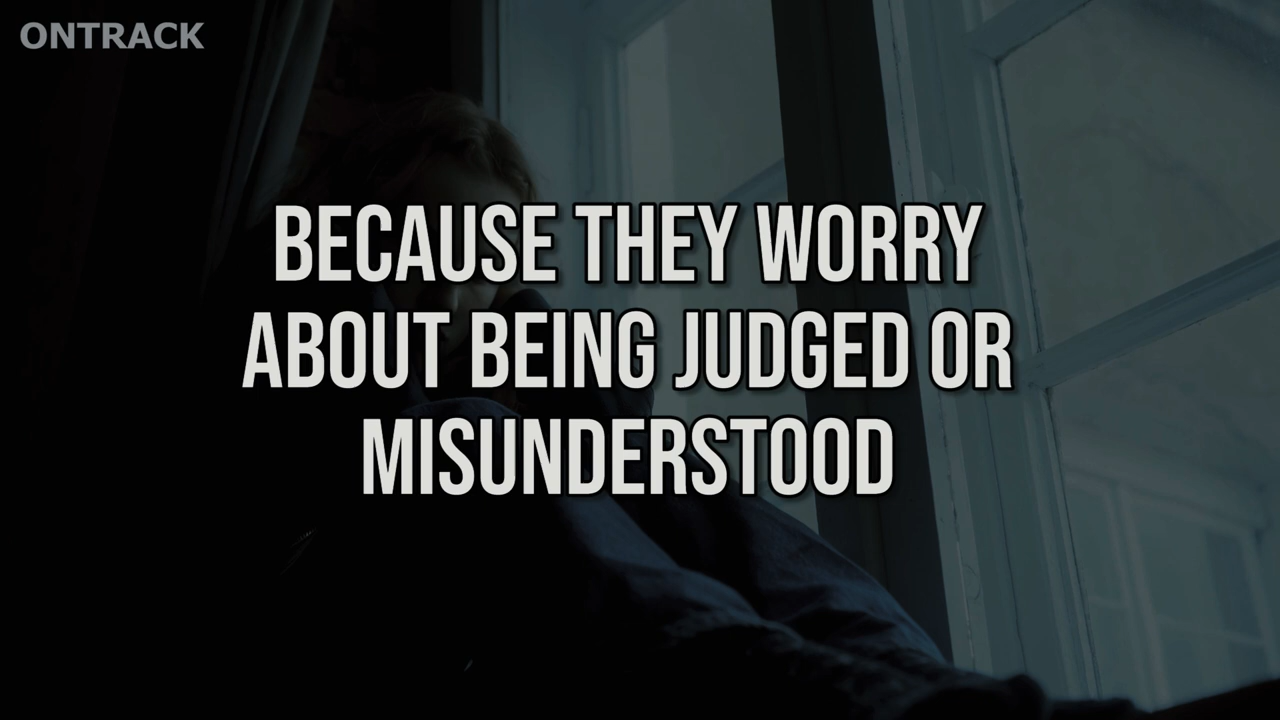 ONTRACK
BECAUSE THEY WORRY
ABOUT BEING JUDGED OR
MISUNDERSTOOD